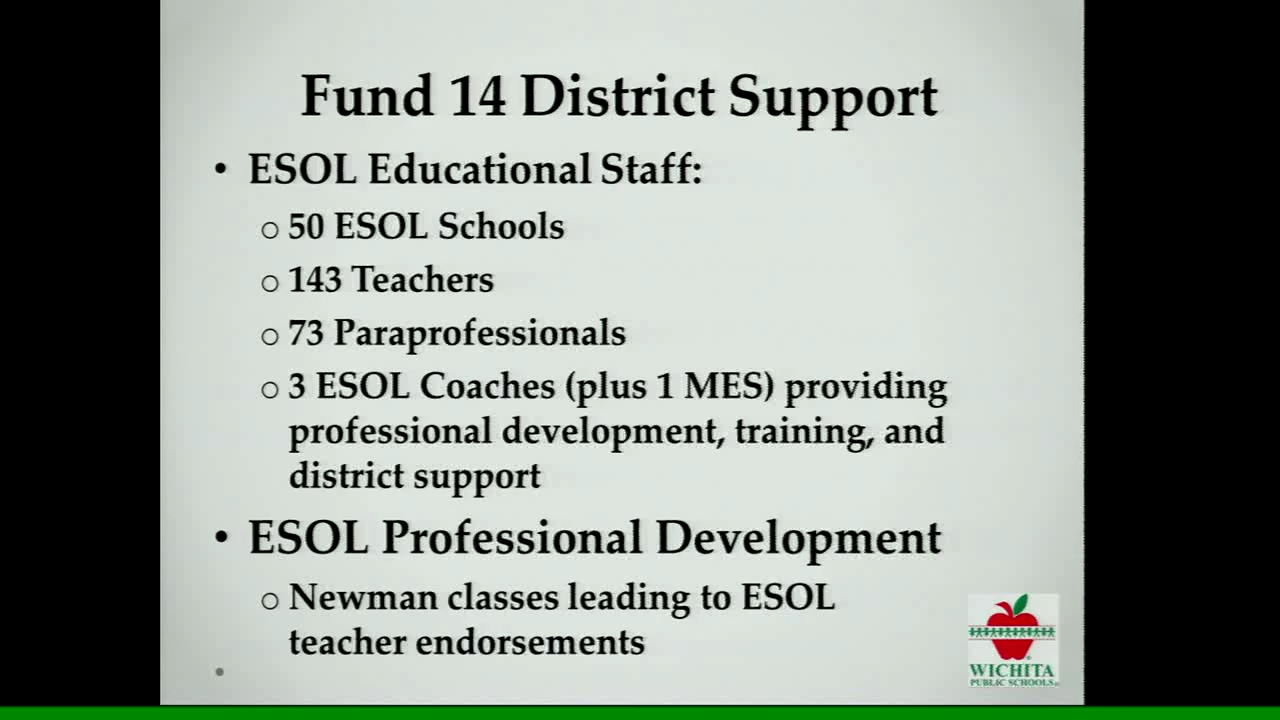 Fund 14 District Support
• ESOL Educational Staff:
o 50 ESOL Schools
o 143 Teachers
o 73 Paraprofessionals
o 3 ESOL Coaches (plus 1 MES) providing
professional development, training, and
district support
• ESOL Professional Development
o Newman classes leading to ESOL
teacher endorsements
•
WICHITA
PUBLIC SCHOOLS